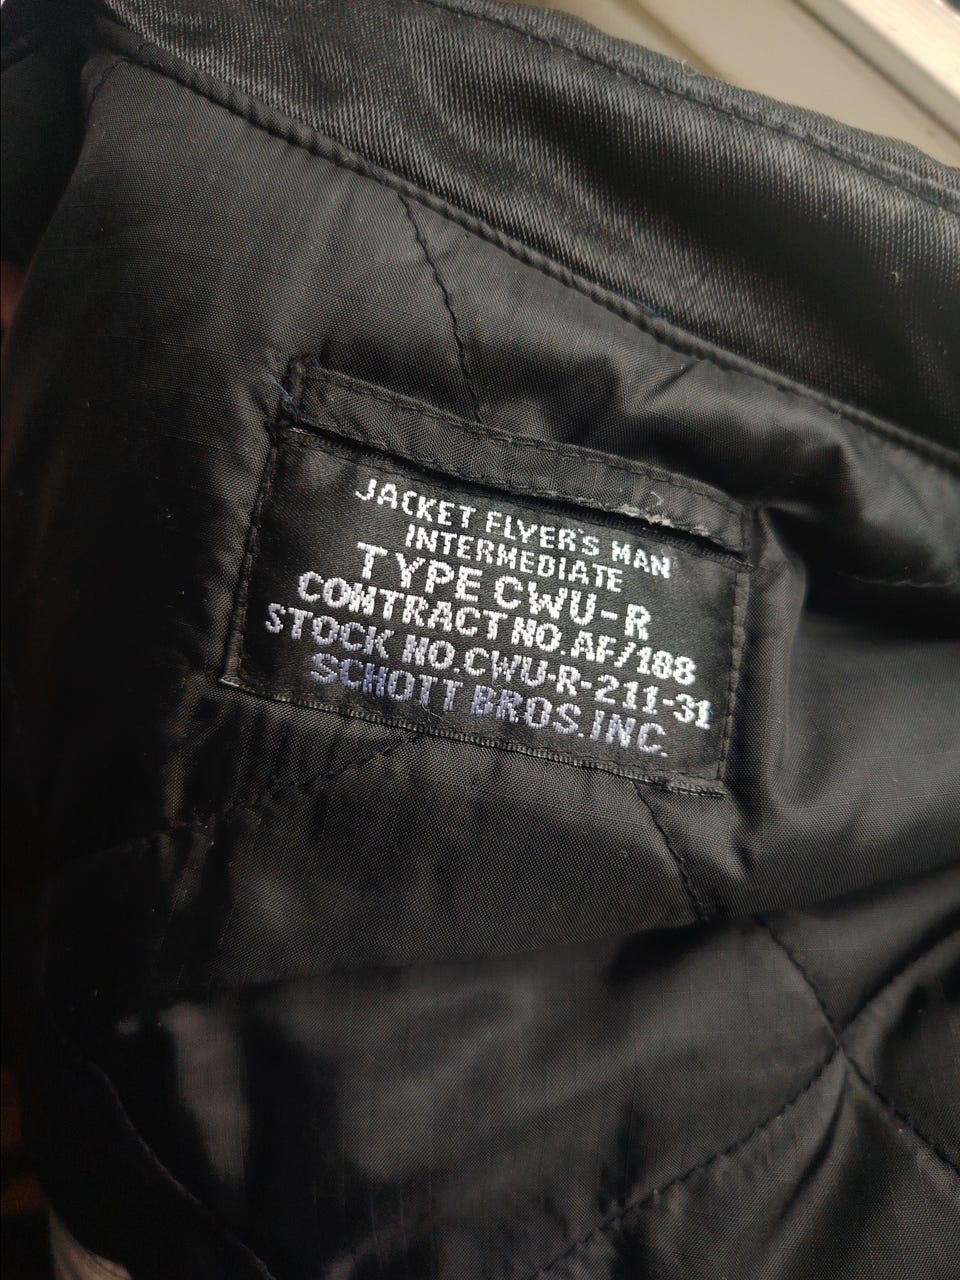 JACKET FLYER'S MAN
INTERMEDIATE
TYPE CWU-R
CONTRACT NO.AF/188
STOCK NO.CWU-R-211-31
SCHOTT BROS.INC.